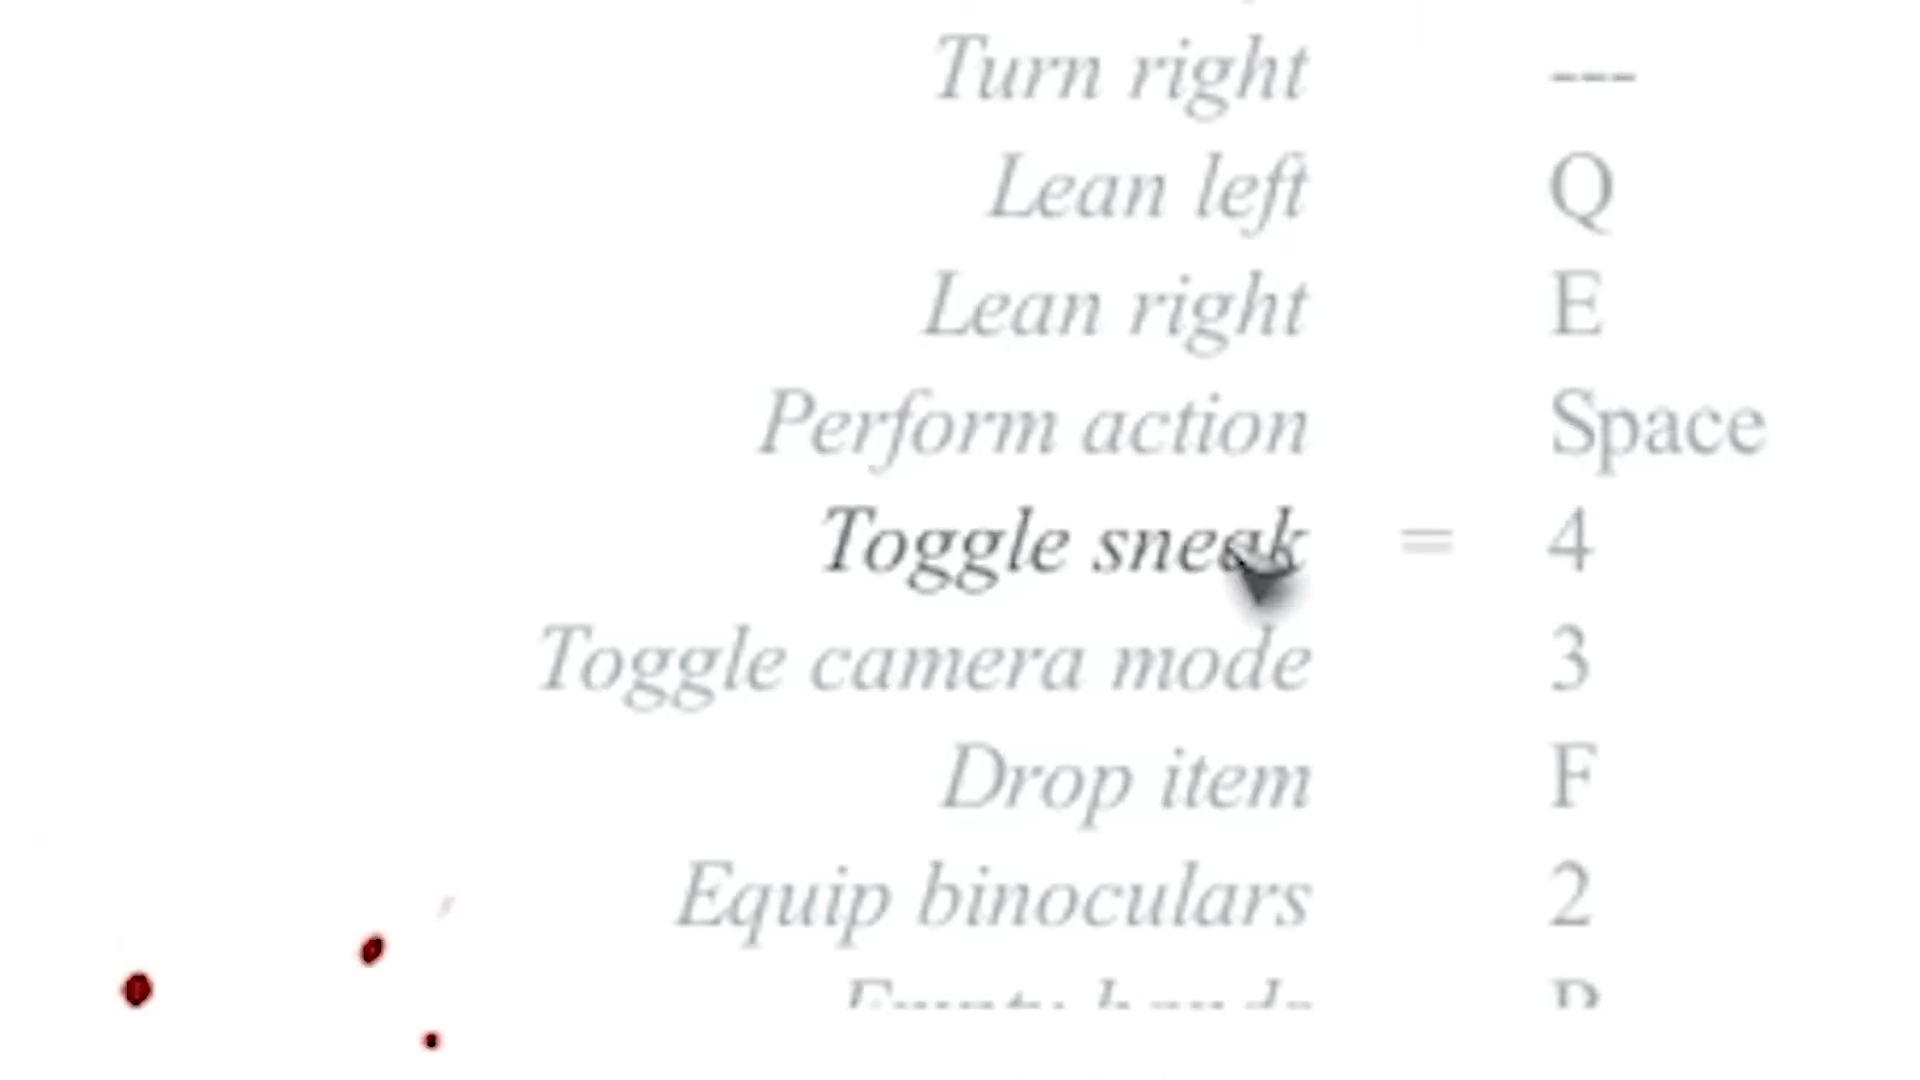 Turn right ---
Lean left Q
Lean right E
Perform action Space
Toggle sneak = 4
Toggle camera mode 3
Drop item F
Equip binoculars 2